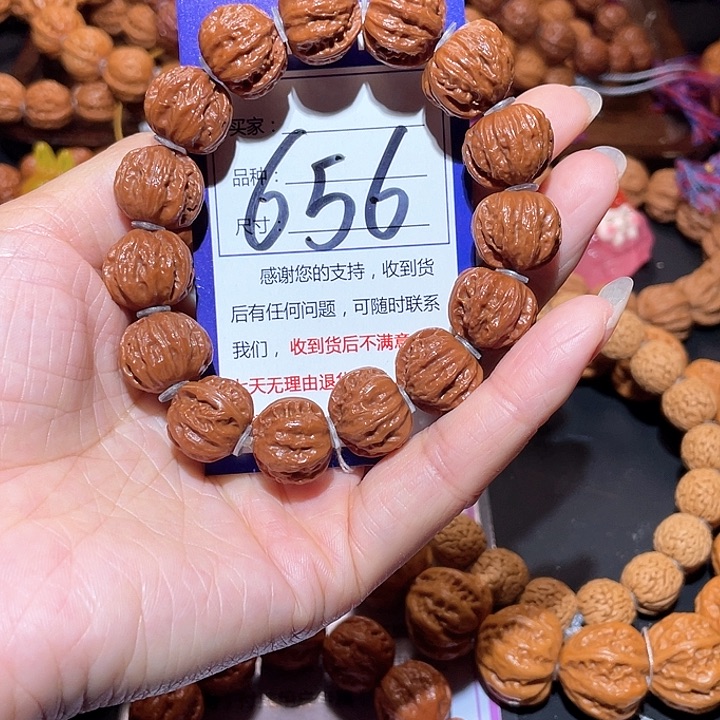 买家：
品种：
尺寸：
656
感谢您的支持，收到货
后有任何问题，可随时联系
我们，收到货后不满意
七天无理由退